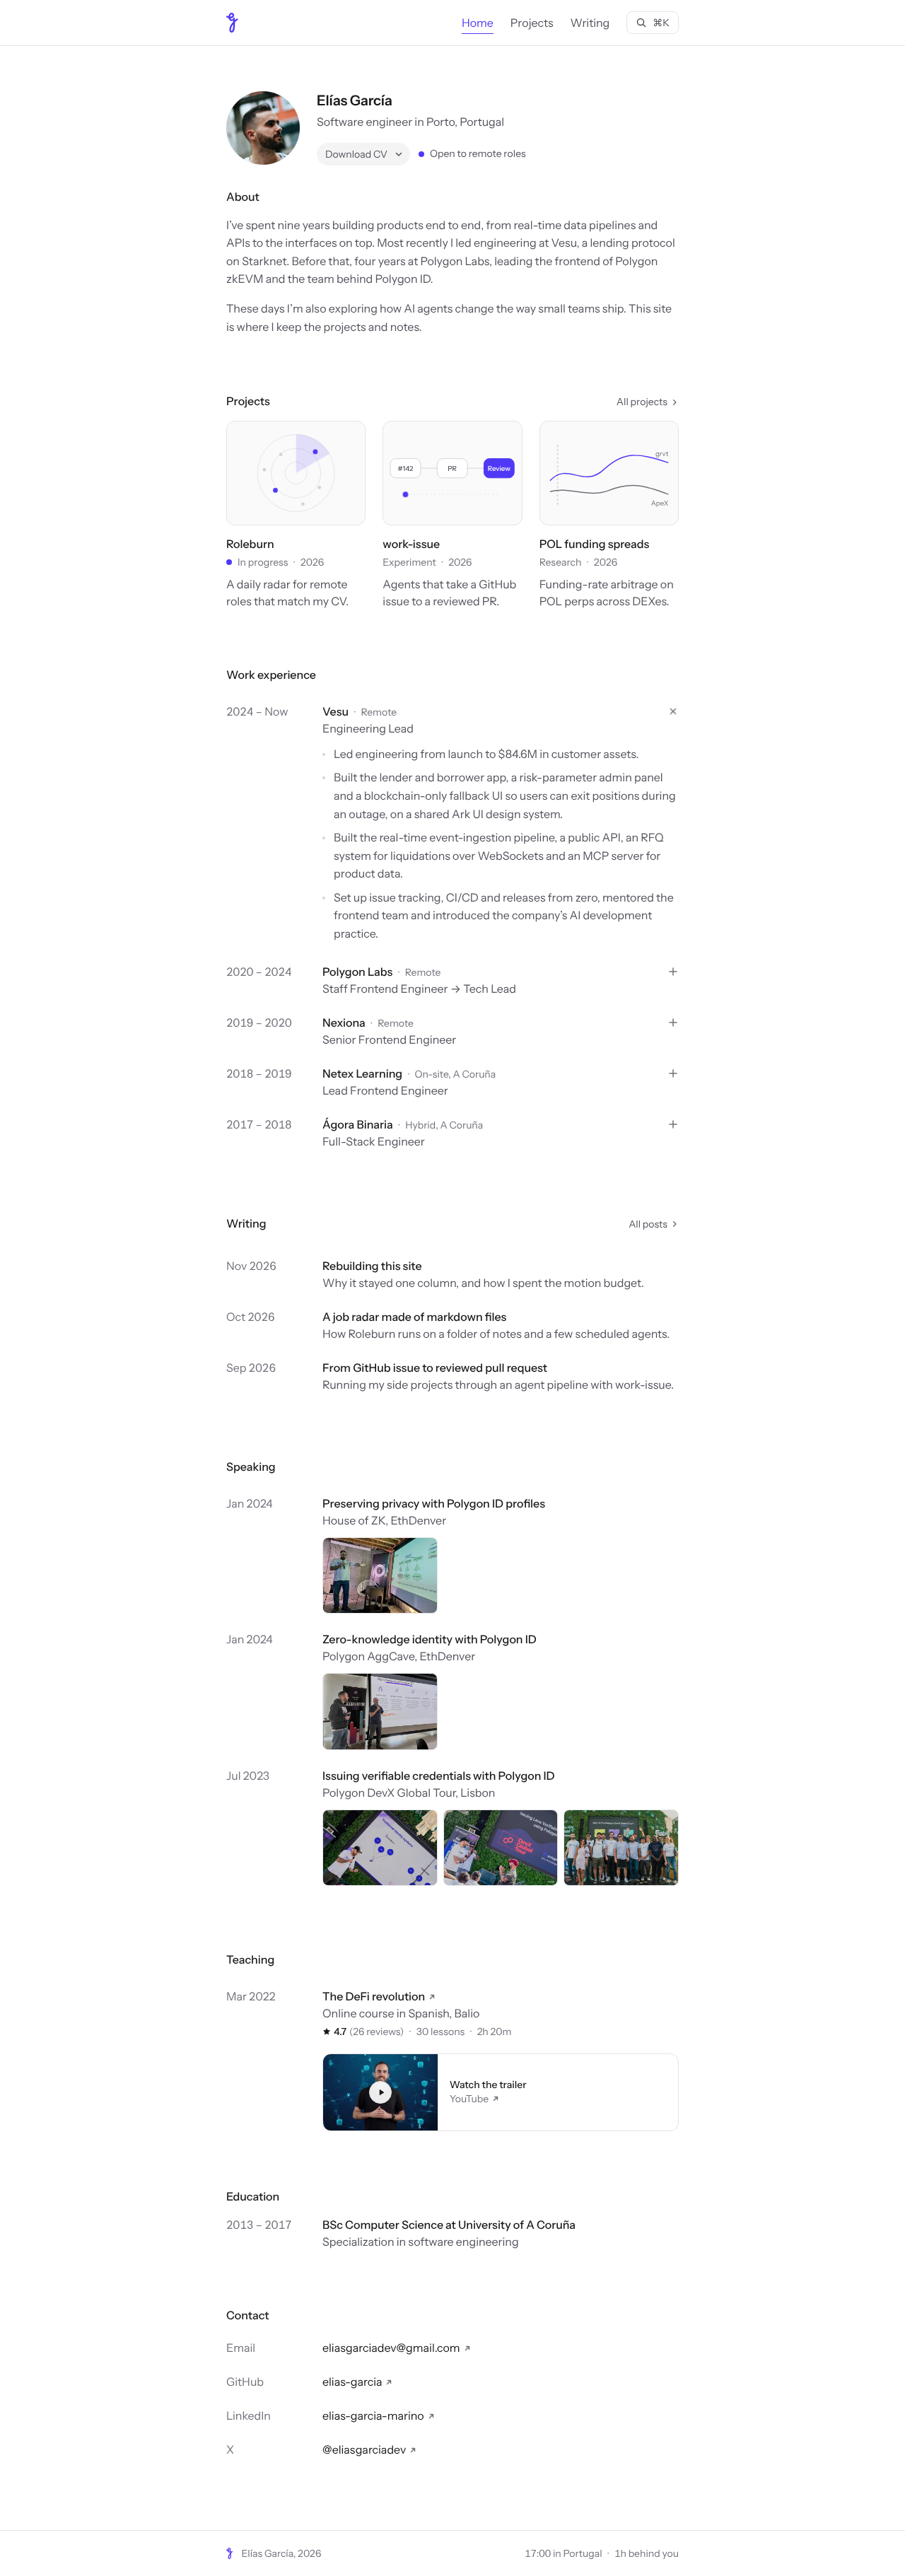 Home Projects Writing ⌘K
Elías García
Software engineer in Porto, Portugal
Download CV Open to remote roles
About
I’ve spent nine years building products end to end, from real-time data pipelines and
APIs to the interfaces on top. Most recently I led engineering at Vesu, a lending protocol
on Starknet. Before that, four years at Polygon Labs, leading the frontend of Polygon
zkEVM and the team behind Polygon ID.
These days I’m also exploring how AI agents change the way small teams ship. This site
is where I keep the projects and notes.
Projects
All projects
#142 PR Review
grvt
ApeX
Roleburn
In progress · 2026
A daily radar for remote
roles that match my CV.
work-issue
Experiment · 2026
Agents that take a GitHub
issue to a reviewed PR.
POL funding spreads
Research · 2026
Funding-rate arbitrage on
POL perps across DEXes.
Work experience
2024 – Now
Vesu · Remote
Engineering Lead
Led engineering from launch to $84.6M in customer assets.
Built the lender and borrower app, a risk-parameter admin panel
and a blockchain-only fallback UI so users can exit positions during
an outage, on a shared Ark UI design system.
Built the real-time event-ingestion pipeline, a public API, an RFQ
system for liquidations over WebSockets and an MCP server for
product data.
Set up issue tracking, CI/CD and releases from zero, mentored the
frontend team and introduced the company’s AI development
practice.
2020 – 2024
Polygon Labs · Remote
Staff Frontend Engineer → Tech Lead
2019 – 2020
Nexiona · Remote
Senior Frontend Engineer
2018 – 2019
Netex Learning · On-site, A Coruña
Lead Frontend Engineer
2017 – 2018
Ágora Binaria · Hybrid, A Coruña
Full-Stack Engineer
Writing
All posts
Nov 2026
Rebuilding this site
Why it stayed one column, and how I spent the motion budget.
Oct 2026
A job radar made of markdown files
How Roleburn runs on a folder of notes and a few scheduled agents.
Sep 2026
From GitHub issue to reviewed pull request
Running my side projects through an agent pipeline with work-issue.
Speaking
Jan 2024
Preserving privacy with Polygon ID profiles
House of ZK, EthDenver
Jan 2024
Zero-knowledge identity with Polygon ID
Polygon AggCave, EthDenver
Jul 2023
Issuing verifiable credentials with Polygon ID
Polygon DevX Global Tour, Lisbon
Teaching
Mar 2022
The DeFi revolution
Online course in Spanish, Balio
4.7 (26 reviews) · 30 lessons · 2h 20m
Watch the trailer
YouTube
Education
2013 – 2017
BSc Computer Science at University of A Coruña
Specialization in software engineering
Contact
Email eliasgarciadev@gmail.com
GitHub elias-garcia
LinkedIn elias-garcia-marino
X @eliasgarciadev
Elías García, 2026
17:00 in Portugal · 1h behind you